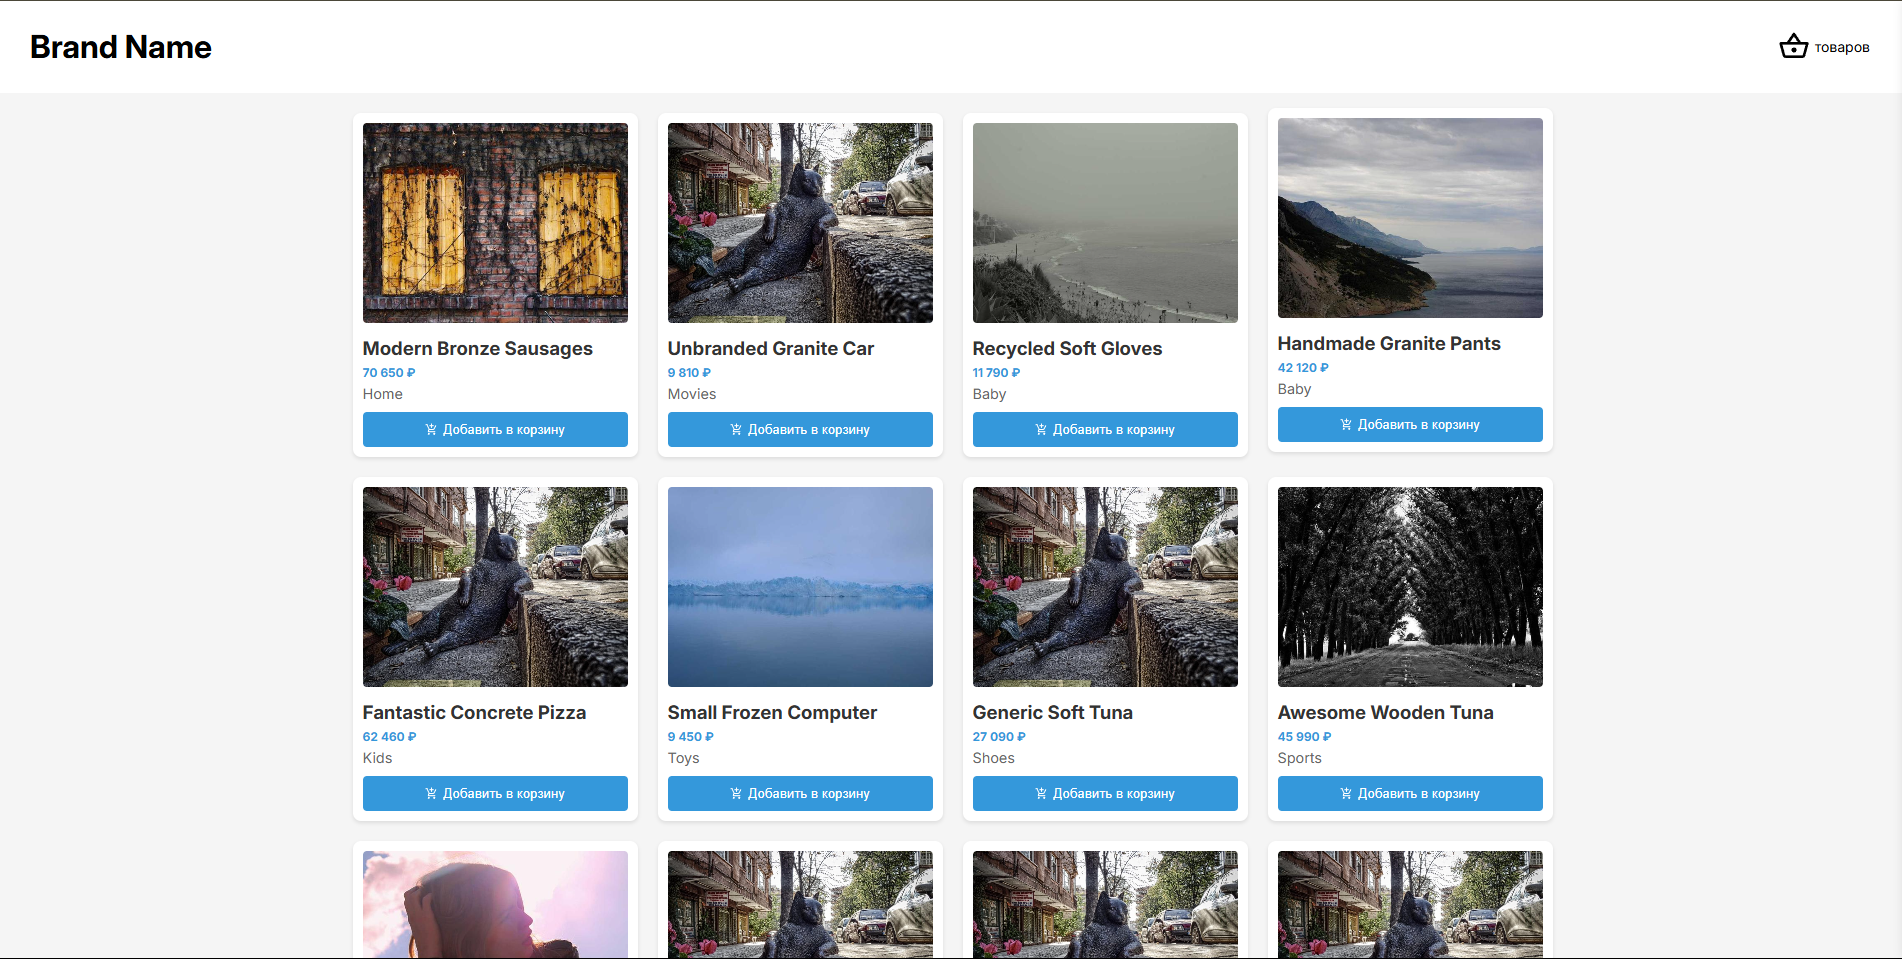 Brand Name
товаров
Modern Bronze Sausages
70 650 ₽
Home
Добавить в корзину
Unbranded Granite Car
9 810 ₽
Movies
Добавить в корзину
Recycled Soft Gloves
11 790 ₽
Baby
Добавить в корзину
Handmade Granite Pants
42 120 ₽
Baby
Добавить в корзину
Fantastic Concrete Pizza
62 460 ₽
Kids
Добавить в корзину
Small Frozen Computer
9 450 ₽
Toys
Добавить в корзину
Generic Soft Tuna
27 090 ₽
Shoes
Добавить в корзину
Awesome Wooden Tuna
45 990 ₽
Sports
Добавить в корзину